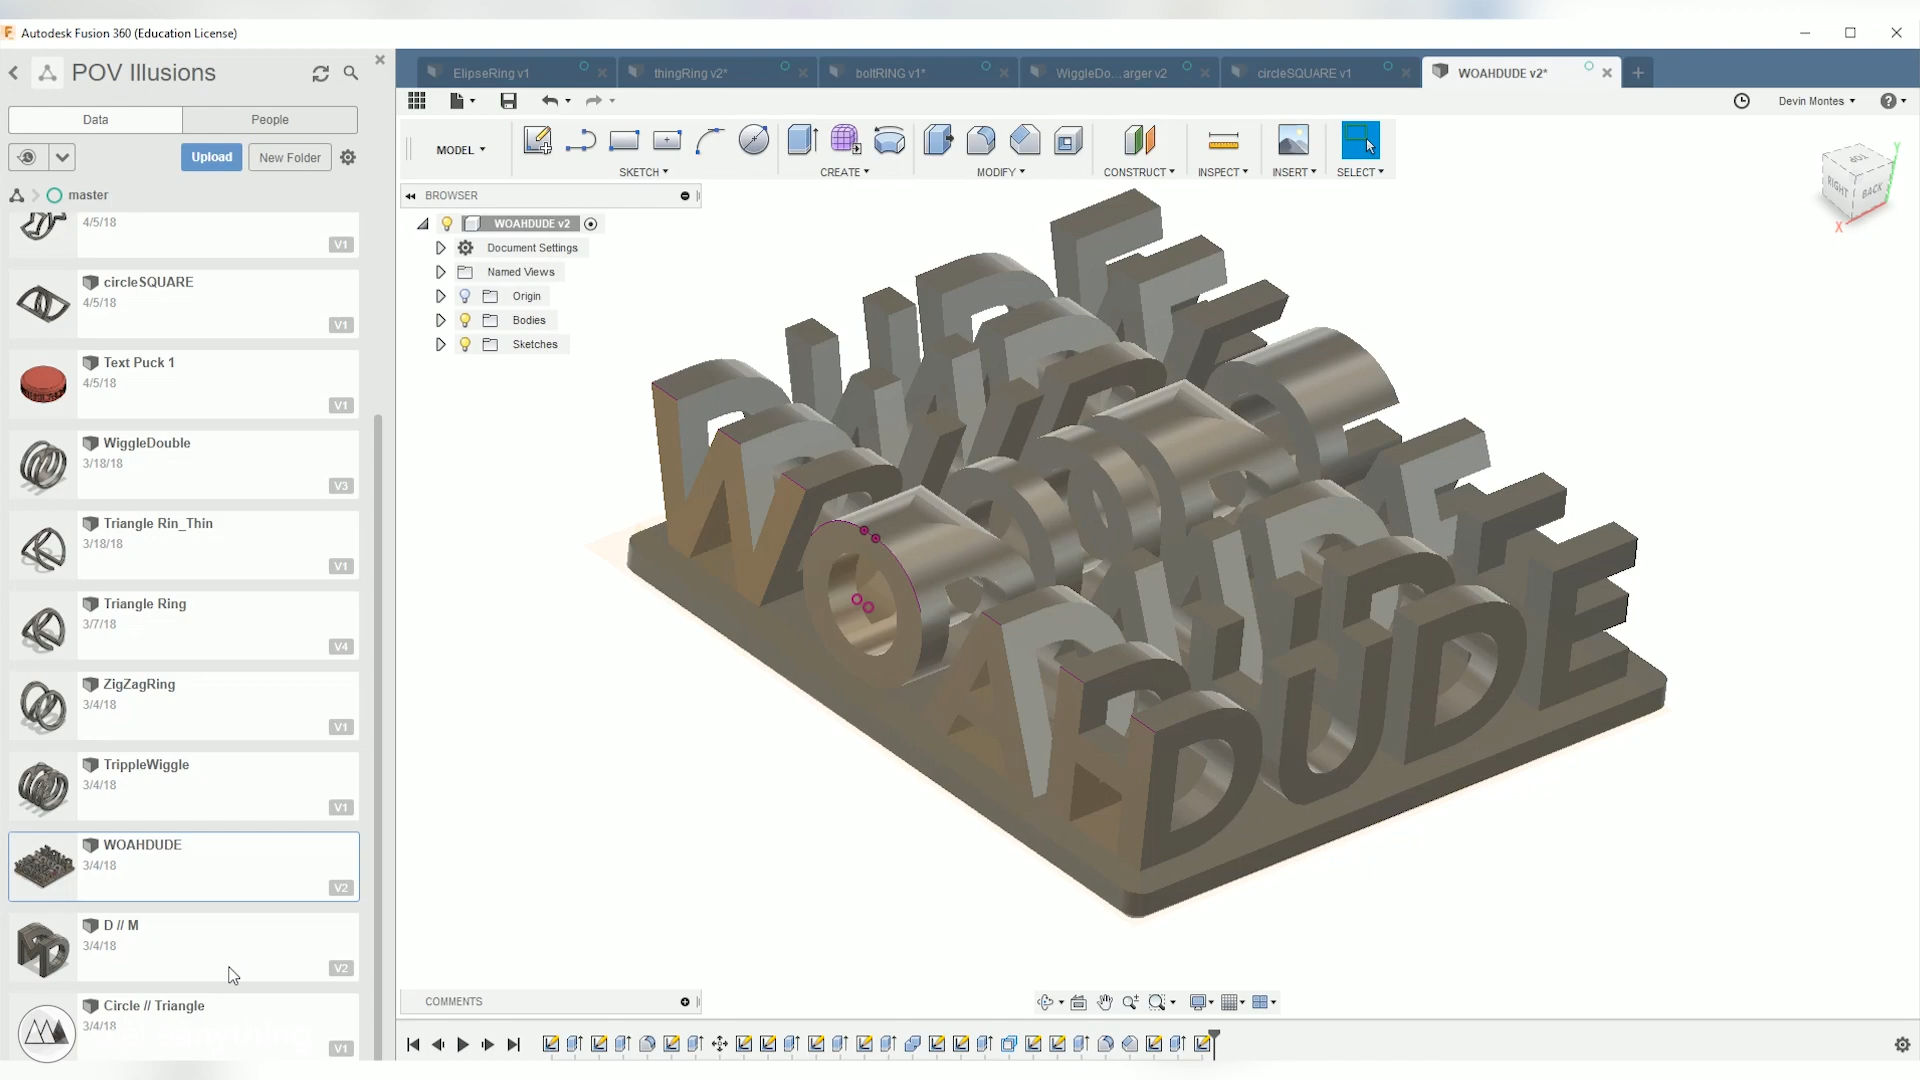 Autodesk Fusion 360 (Education License)
POV Illusions
Data
People
Upload
New Folder
master
4/5/18
V1
circleSQUARE
4/5/18
V1
Text Puck 1
4/5/18
V1
WiggleDouble
3/18/18
V3
Triangle Rin_Thin
3/18/18
V1
Triangle Ring
3/7/18
V4
ZigZagRing
3/4/18
V1
TrippleWiggle
3/4/18
V1
WOAHDUDE
3/4/18
V2
D // M
3/4/18
V2
Circle // Triangle
3/4/18
V1
ElipseRing v1
thingRing v2*
boltRING v1*
WiggleDo...arger v2
circleSQUARE v1
WOAHDUDE v2*
Devin Montes
MODEL
SKETCH
CREATE
MODIFY
CONSTRUCT
INSPECT
INSERT
SELECT
BROWSER
WOAHDUDE v2
Document Settings
Named Views
Origin
Bodies
Sketches
TOP
RIGHT
BACK
Y
X
WOAH
DUDE
COMMENTS